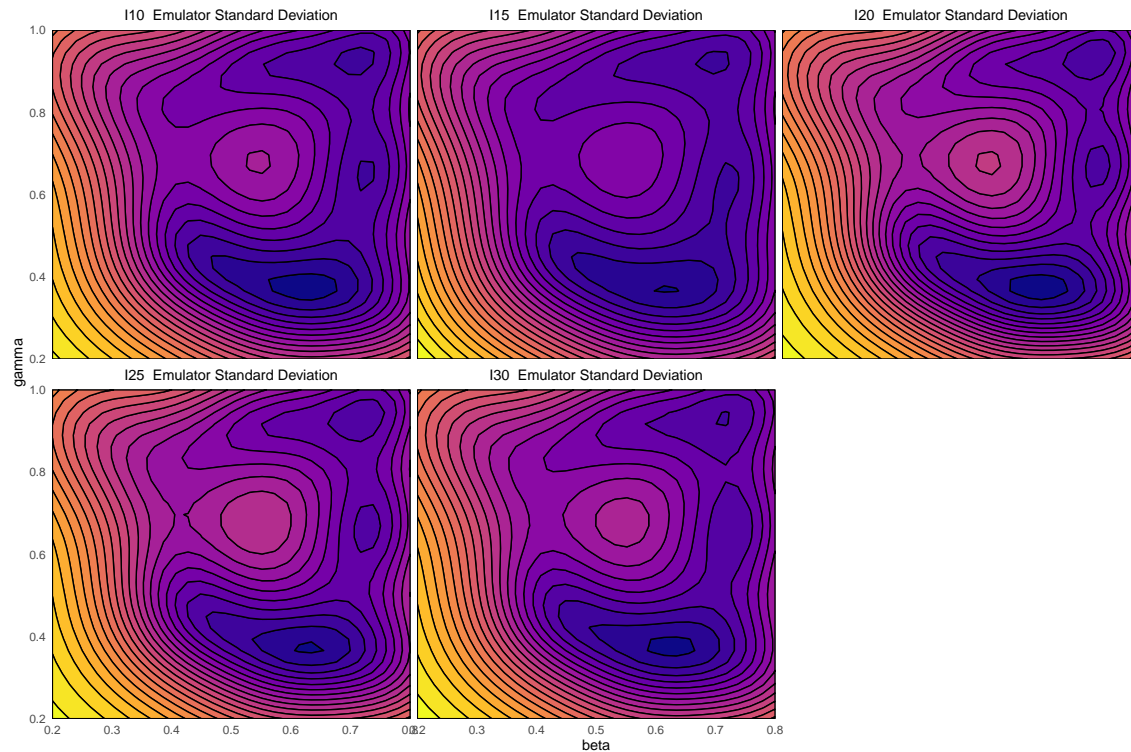 I10 Emulator Standard Deviation
I15 Emulator Standard Deviation
I20 Emulator Standard Deviation
1.0
0.8
0.6
0.4
0.2
gamma
I25 Emulator Standard Deviation
I30 Emulator Standard Deviation
1.0
0.8
0.6
0.4
0.2
0.2 0.3 0.4 0.5 0.6 0.7 0.8
0.2 0.3 0.4 0.5 0.6 0.7 0.8
beta